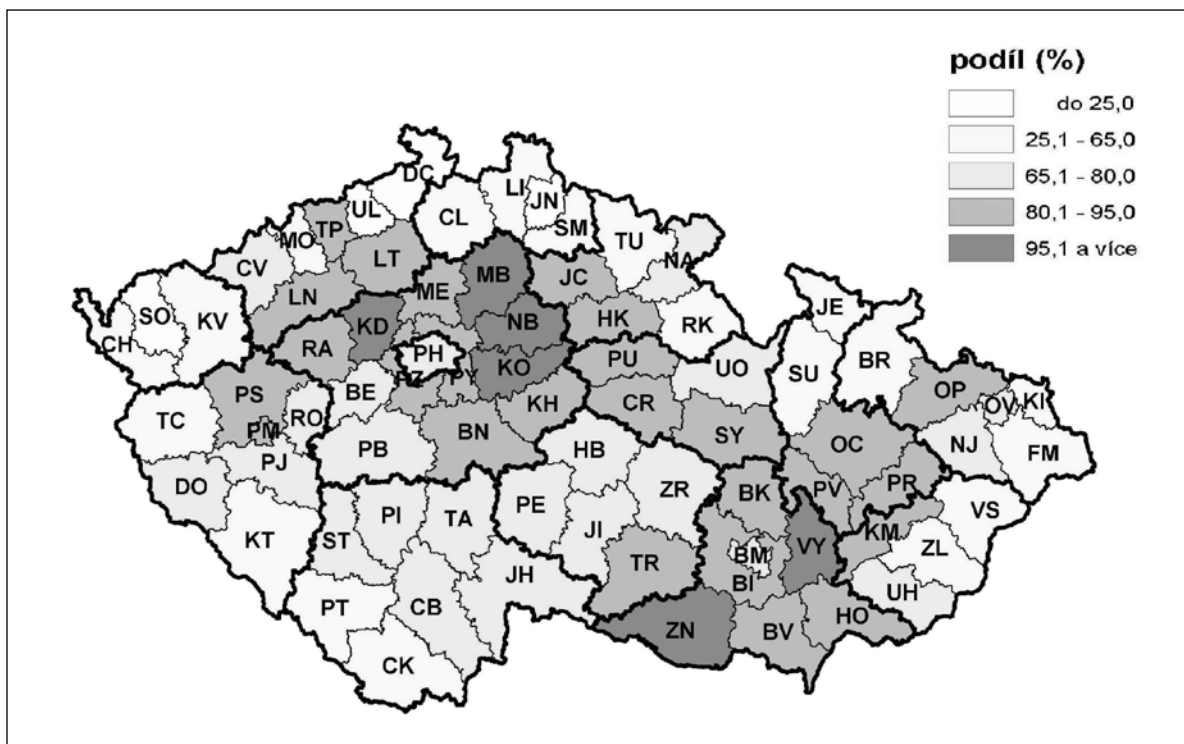 podíl (%)
do 25,0
25,1 – 65,0
65,1 – 80,0
80,1 – 95,0
95,1 a více
DC
LI
JN
UL
CL
SM
MO
TP
TU
CV
LT
NA
MB
JC
LN
ME
SO
KV
KD
NB
HK
RK
JE
CH
RA
PH
KO
PU
UO
SU
BR
PZ
PY
BE
PS
OP
TC
RO
KH
CR
OV
KI
PM
BN
SY
OC
PB
HB
NJ
FM
PJ
DO
ZR
BK
PV
PR
PI
TA
PE
VS
KT
ST
JI
KM
BM
VY
ZL
TR
BI
JH
UH
PT
CB
HO
ZN
BV
CK